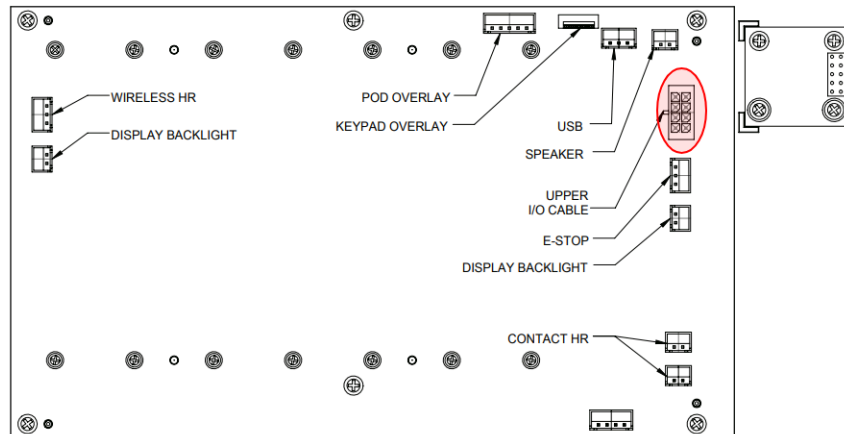 WIRELESS HR
DISPLAY BACKLIGHT
POD OVERLAY
KEYPAD OVERLAY
USB
SPEAKER
UPPER
I/O CABLE
E-STOP
DISPLAY BACKLIGHT
CONTACT HR